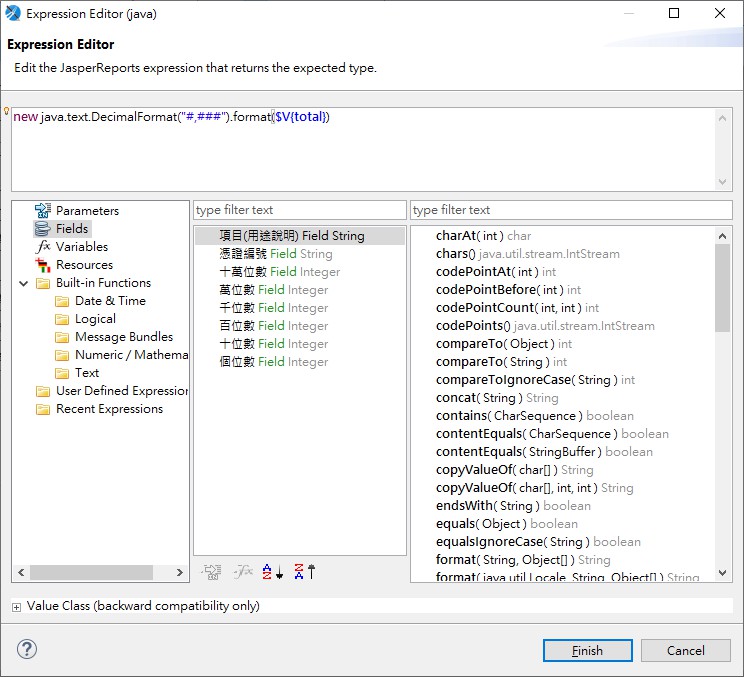 Expression Editor (java)
Expression Editor
Edit the JasperReports expression that returns the expected type.
new java.text.DecimalFormat("#,###").format($V{total})
Parameters
Fields
Variables
Resources
Built-in Functions
Date & Time
Logical
Message Bundles
Numeric / Mathema
Text
User Defined Expression
Recent Expressions
type filter text
項目(用途說明) Field String
憑證編號 Field String
十萬位數 Field Integer
萬位數 Field Integer
千位數 Field Integer
百位數 Field Integer
十位數 Field Integer
個位數 Field Integer
type filter text
charAt( int ) char
chars() java.util.stream.IntStream
codePointAt( int ) int
codePointBefore( int ) int
codePointCount( int, int ) int
codePoints() java.util.stream.IntStream
compareTo( Object ) int
compareTo( String ) int
compareToIgnoreCase( String ) int
concat( String ) String
contains( CharSequence ) boolean
contentEquals( CharSequence ) boolean
contentEquals( StringBuffer ) boolean
copyValueOf( char[] ) String
copyValueOf( char[], int, int ) String
endsWith( String ) boolean
equals( Object ) boolean
equalsIgnoreCase( String ) boolean
format( String, Object[] ) String
format( java.util.Locale, String, Object[] ) String
Value Class (backward compatibility only)
Finish
Cancel